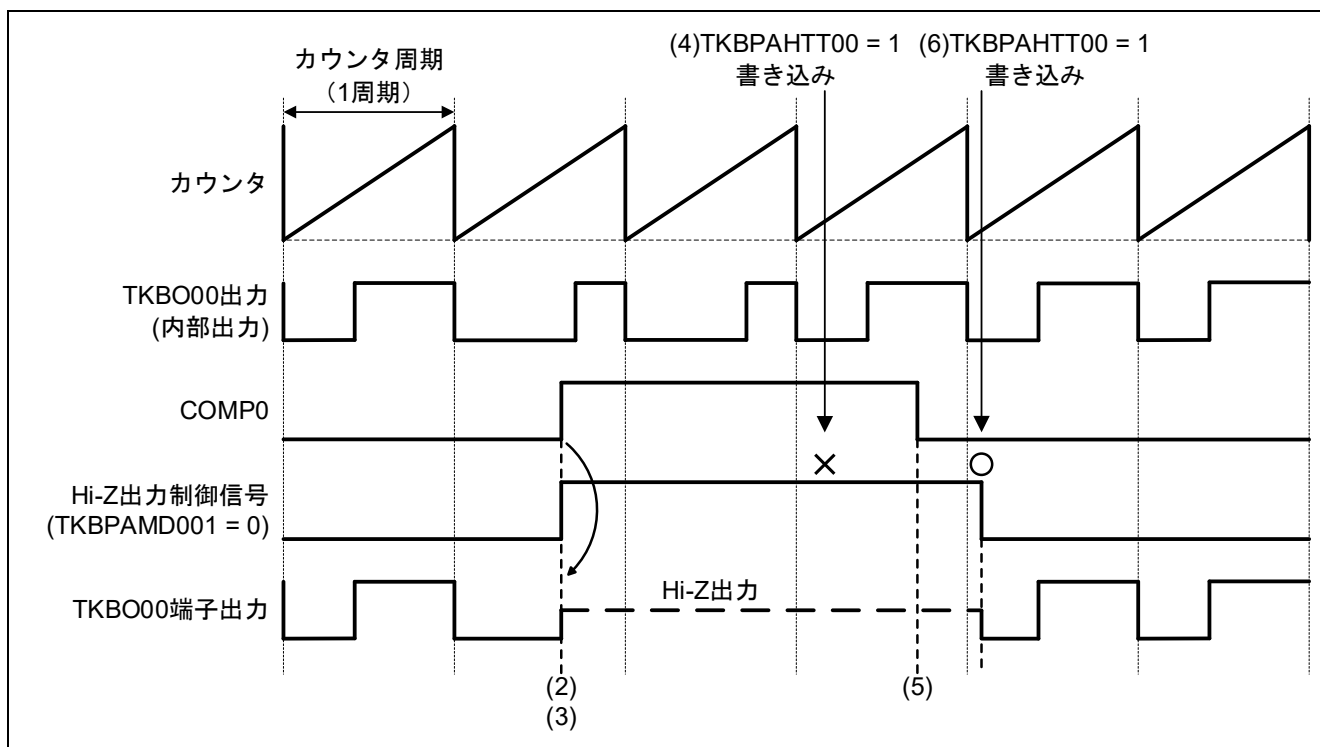 (4)TKBPAHTT00 = 1
書き込み
(6)TKBPAHTT00 = 1
書き込み
カウンタ周期
（1周期）
カウンタ
TKBO00出力
(内部出力)
COMP0
Hi-Z出力制御信号
(TKBPAMD001 = 0)
Hi-Z出力
TKBO00端子出力
(2)
(3)
(5)